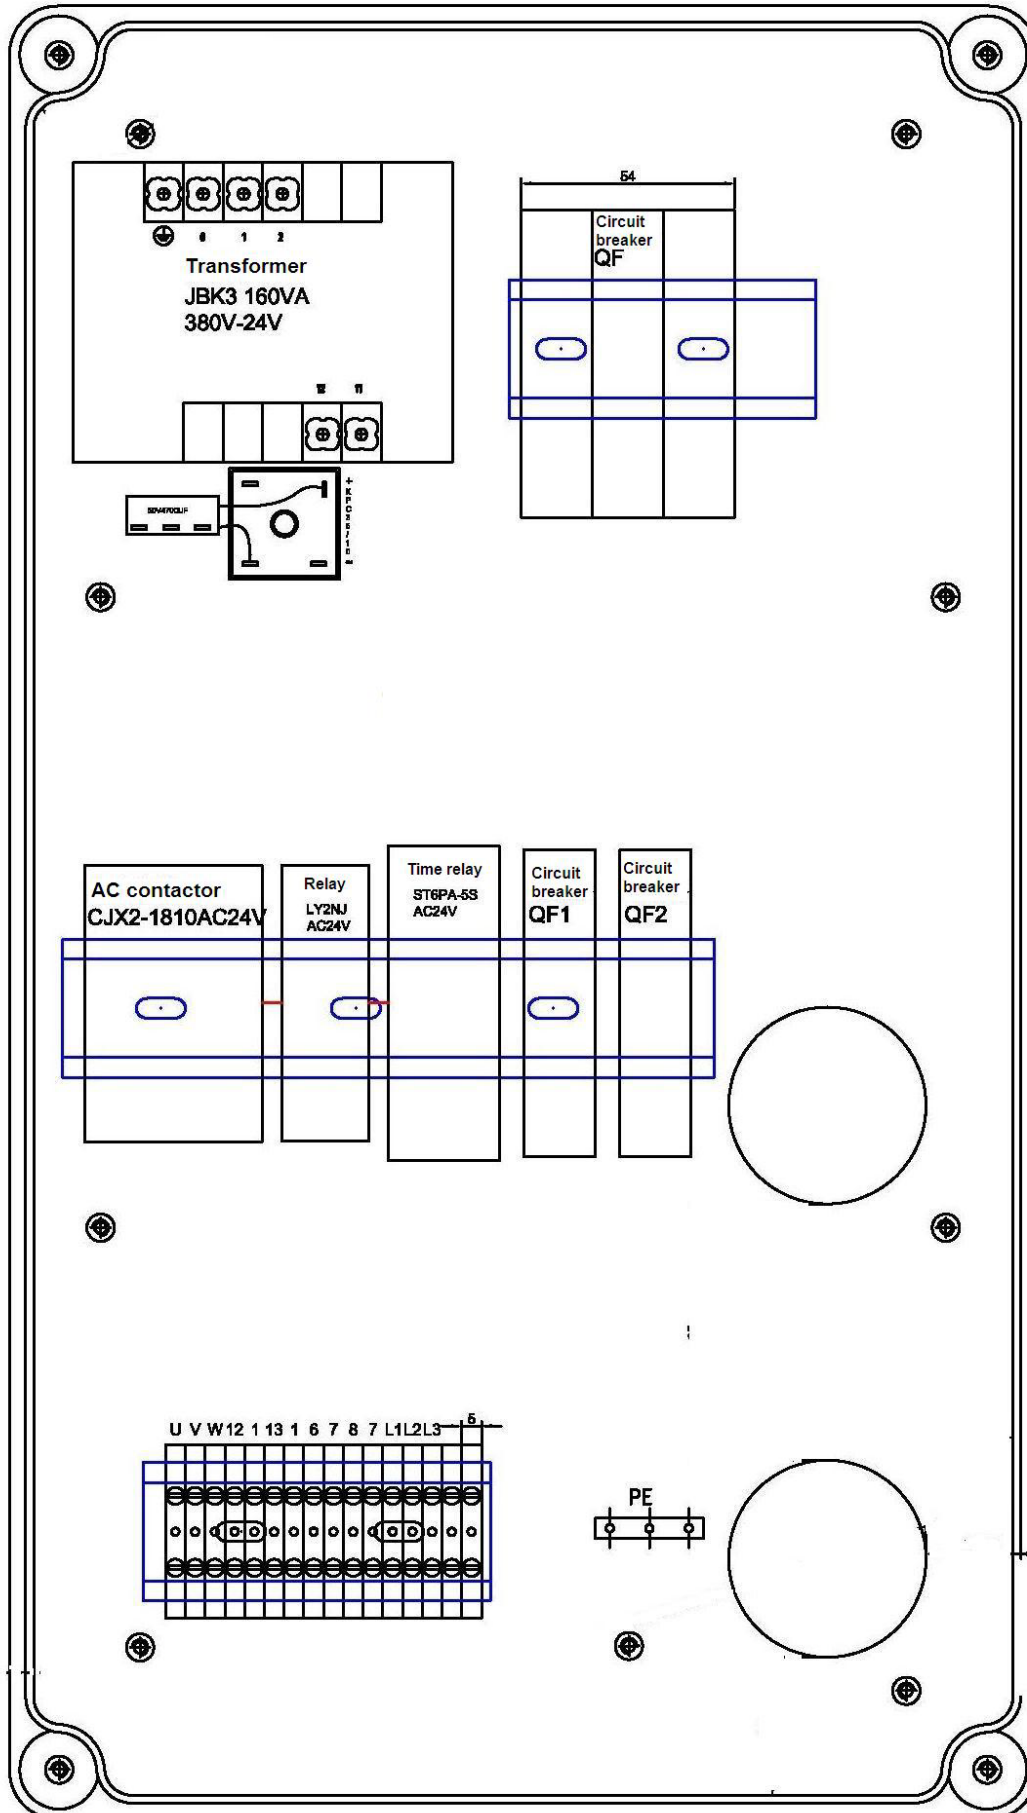 54
Circuit
breaker
QF
1 2
Transformer
JBK3 160VA
380V-24V
11
AC contactor
CJX2-1810AC24V
Relay
LY2NJ
AC24V
Time relay
ST6PA-5S
AC24V
Circuit
breaker
QF1
Circuit
breaker
QF2
U V W 12 1 13 1 6 7 8 7 L1 L2 L3
PE